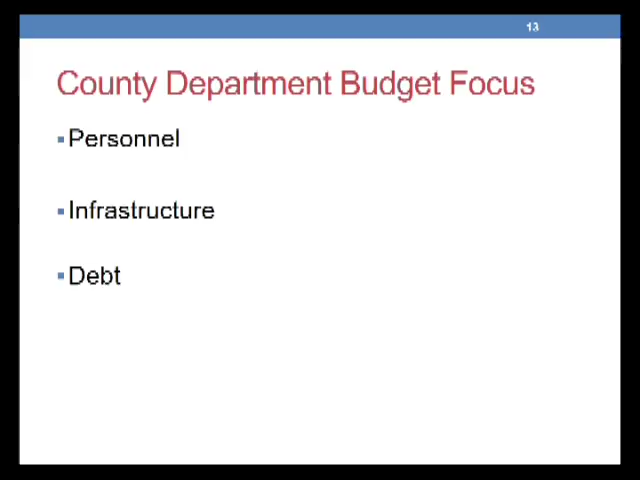 13
County Department Budget Focus
Personnel
Infrastructure
Debt